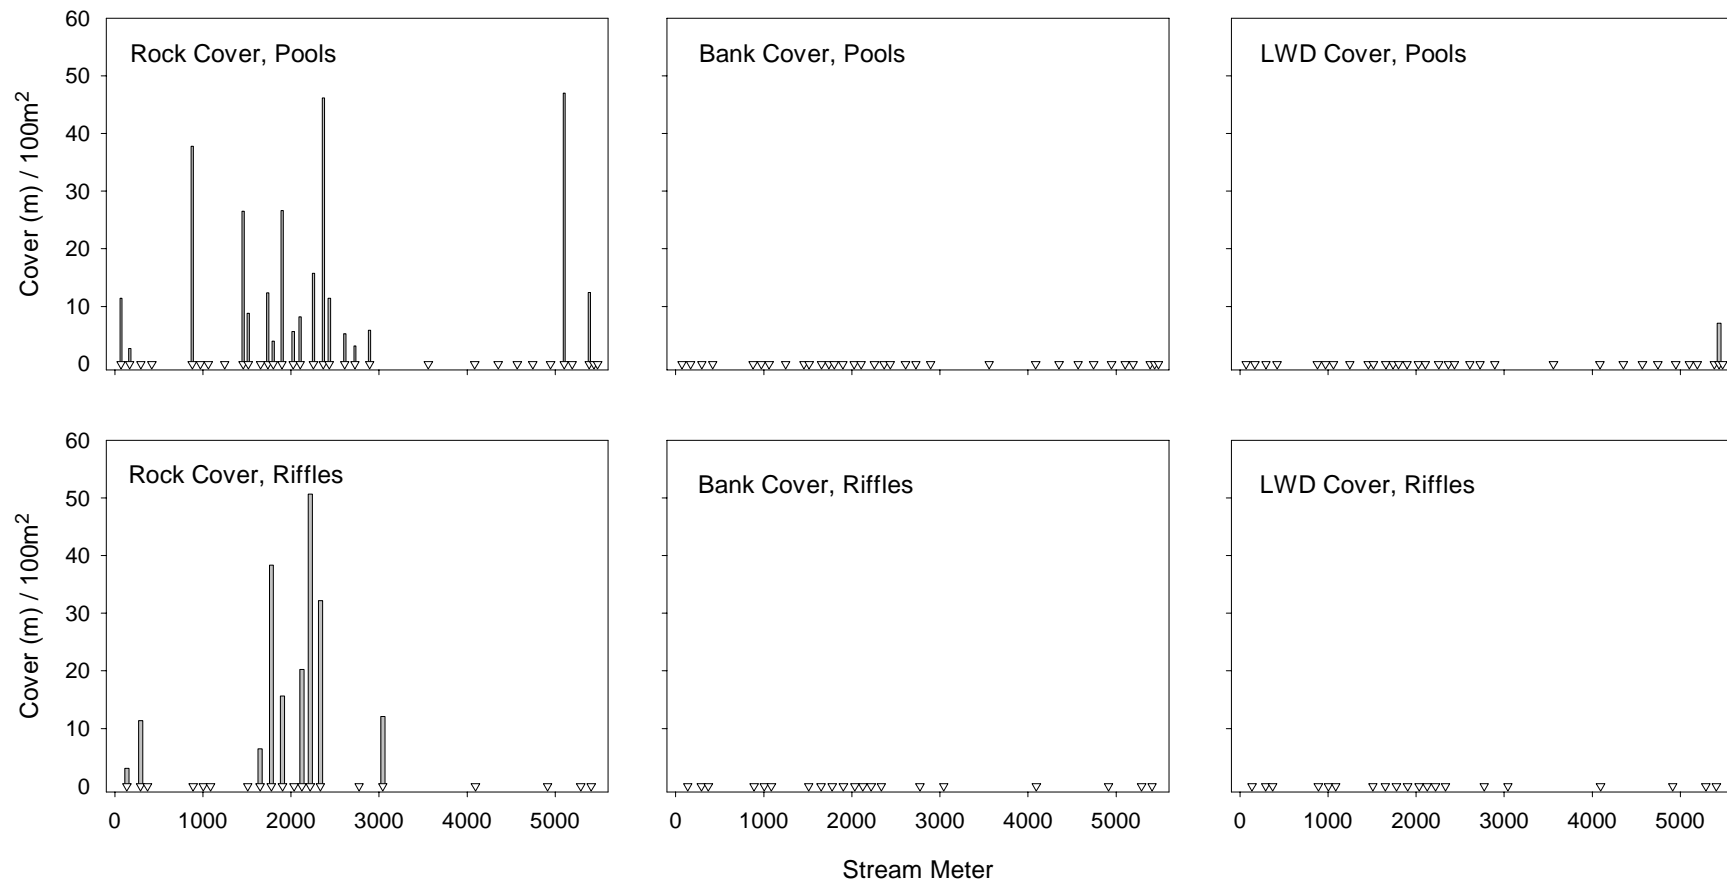 Rock Cover, Pools
Bank Cover, Pools
LWD Cover, Pools
Cover (m) / 100m²
60
50
40
30
20
10
0
Rock Cover, Riffles
Bank Cover, Riffles
LWD Cover, Riffles
Cover (m) / 100m²
60
50
40
30
20
10
0
0 1000 2000 3000 4000 5000
0 1000 2000 3000 4000 5000
0 1000 2000 3000 4000 5000
Stream Meter